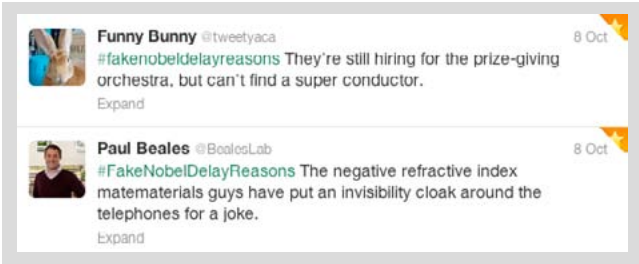 Funny Bunny @tweetyaca 8 Oct
#fakenobeldelayreasons They're still hiring for the prize-giving
orchestra, but can't find a super conductor.
Expand
Paul Beales @BealesLab 8 Oct
#FakeNobelDelayReasons The negative refractive index
matematerials guys have put an invisibility cloak around the
telephones for a joke.
Expand